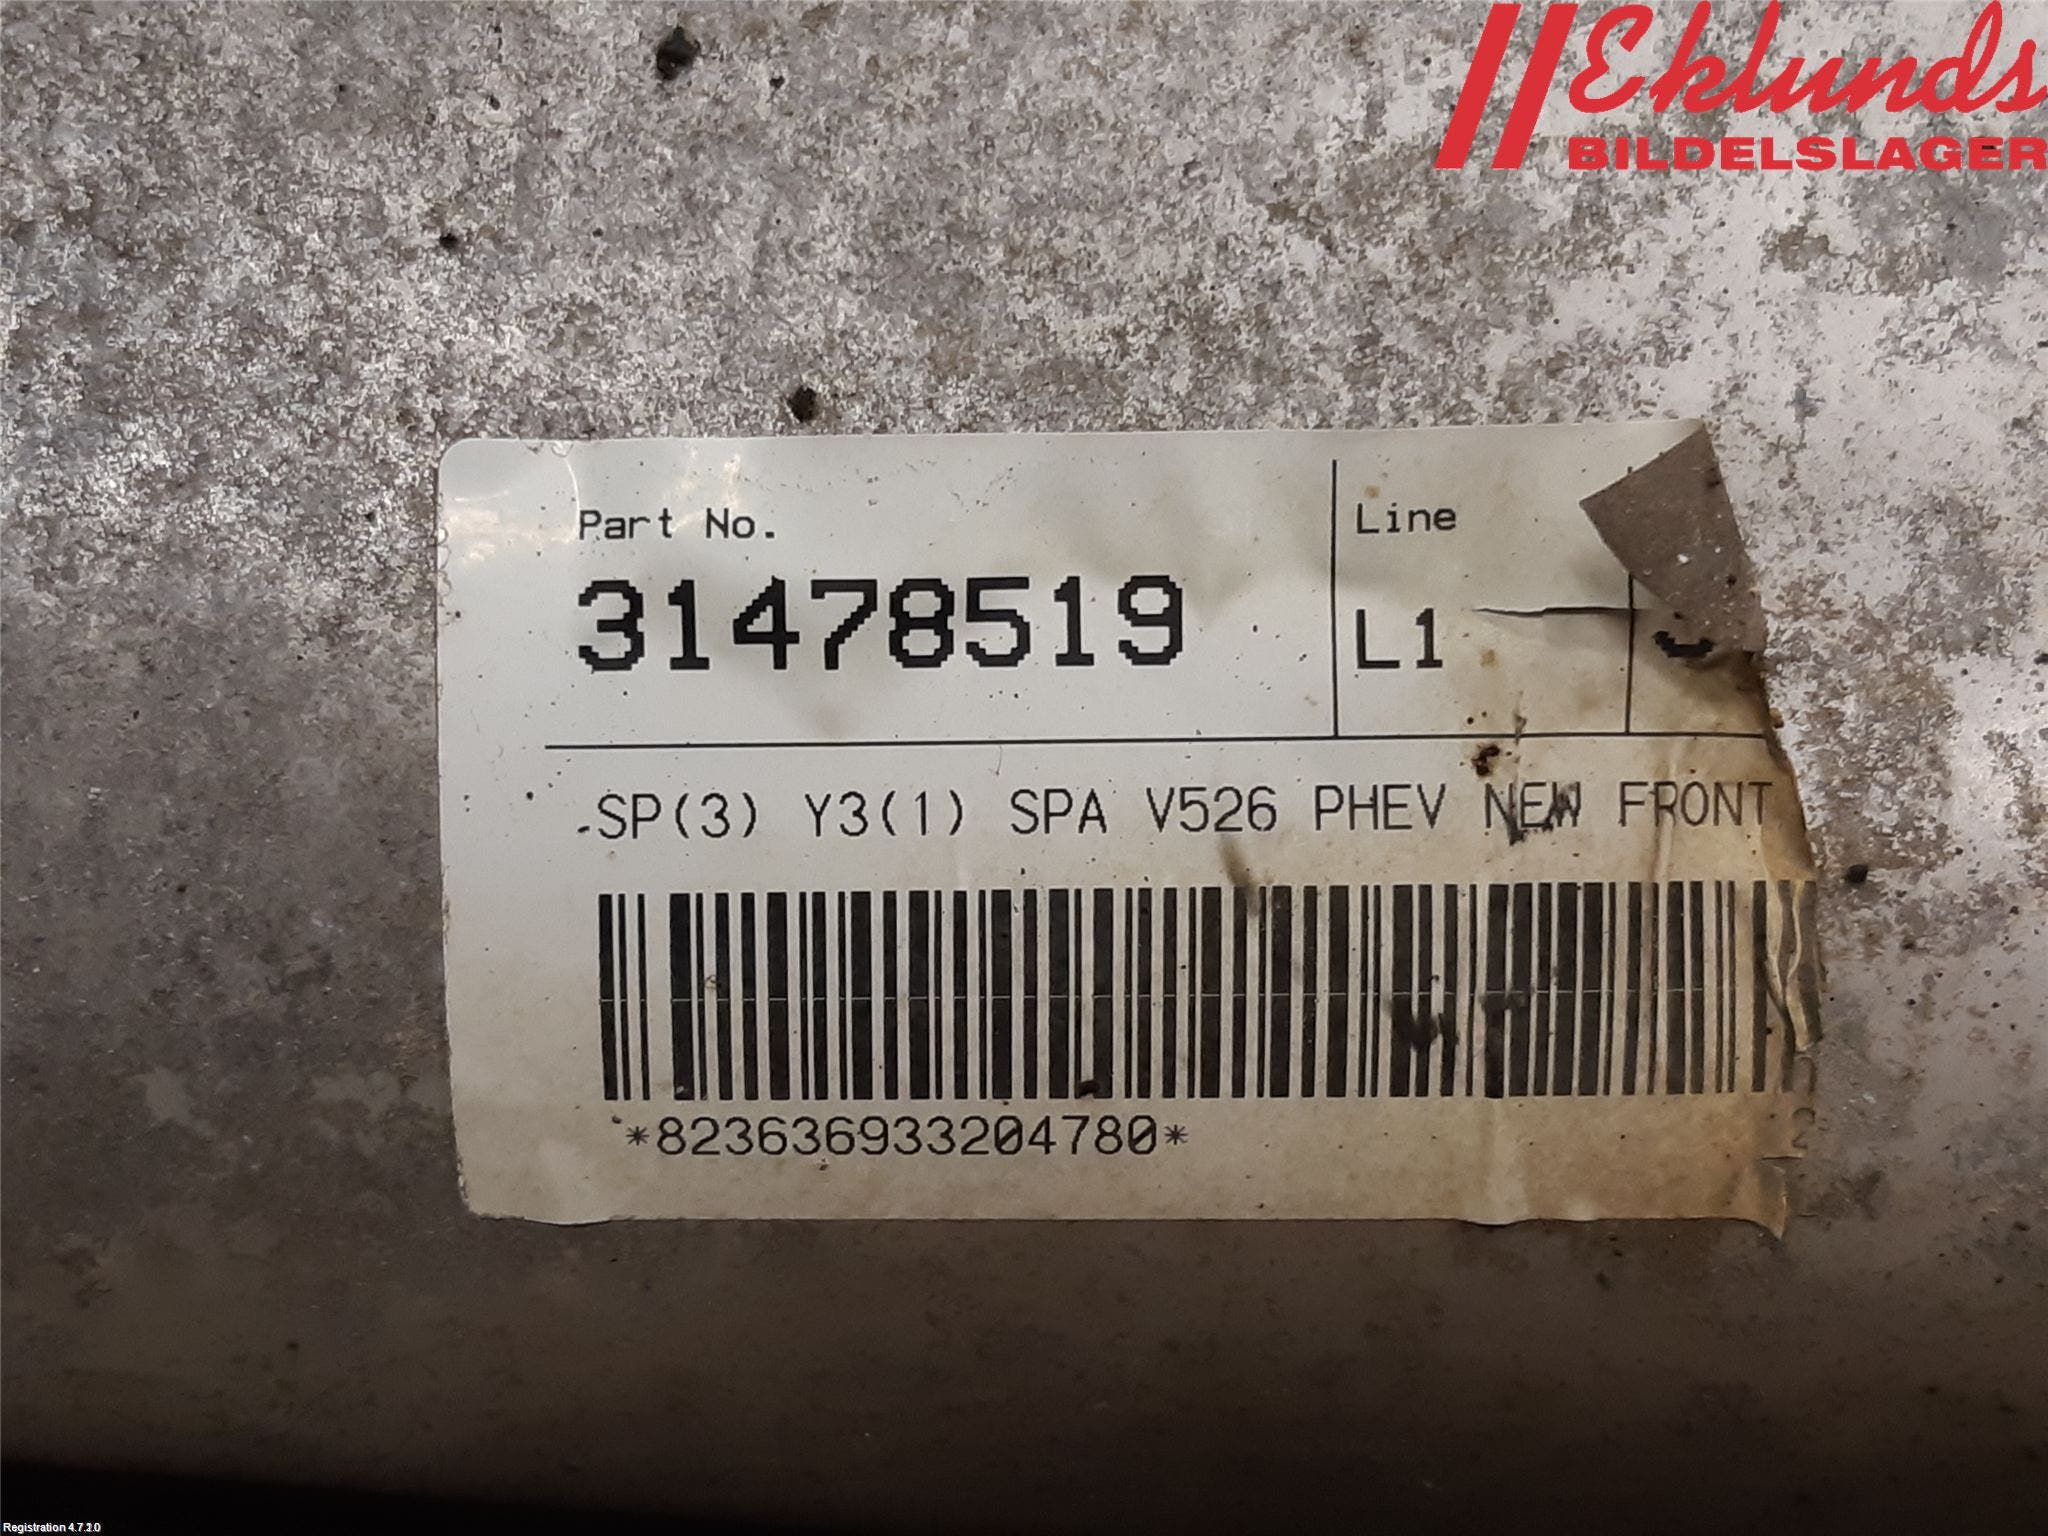 Eklunds
BILDELSLAGER
Part No.
Line
31478519
L1
SP(3) Y3(1) SPA V526 PHEV NEW FRONT
*823636933204780*
2
Registration 4.7.1.0